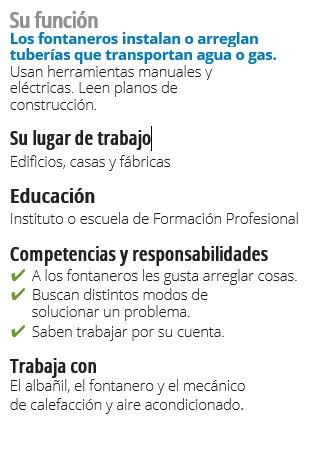 Su función
Los fontaneros instalan o arreglan
tuberías que transportan agua o gas.
Usan herramientas manuales y
eléctricas. Leen planos de
construcción.
Su lugar de trabajo
Edificios, casas y fábricas
Educación
Instituto o escuela de Formación Profesional
Competencias y responsabilidades
✔ A los fontaneros les gusta arreglar cosas.
✔ Buscan distintos modos de
solucionar un problema.
✔ Saben trabajar por su cuenta.
Trabaja con
El albañil, el fontanero y el mecánico
de calefacción y aire acondicionado.